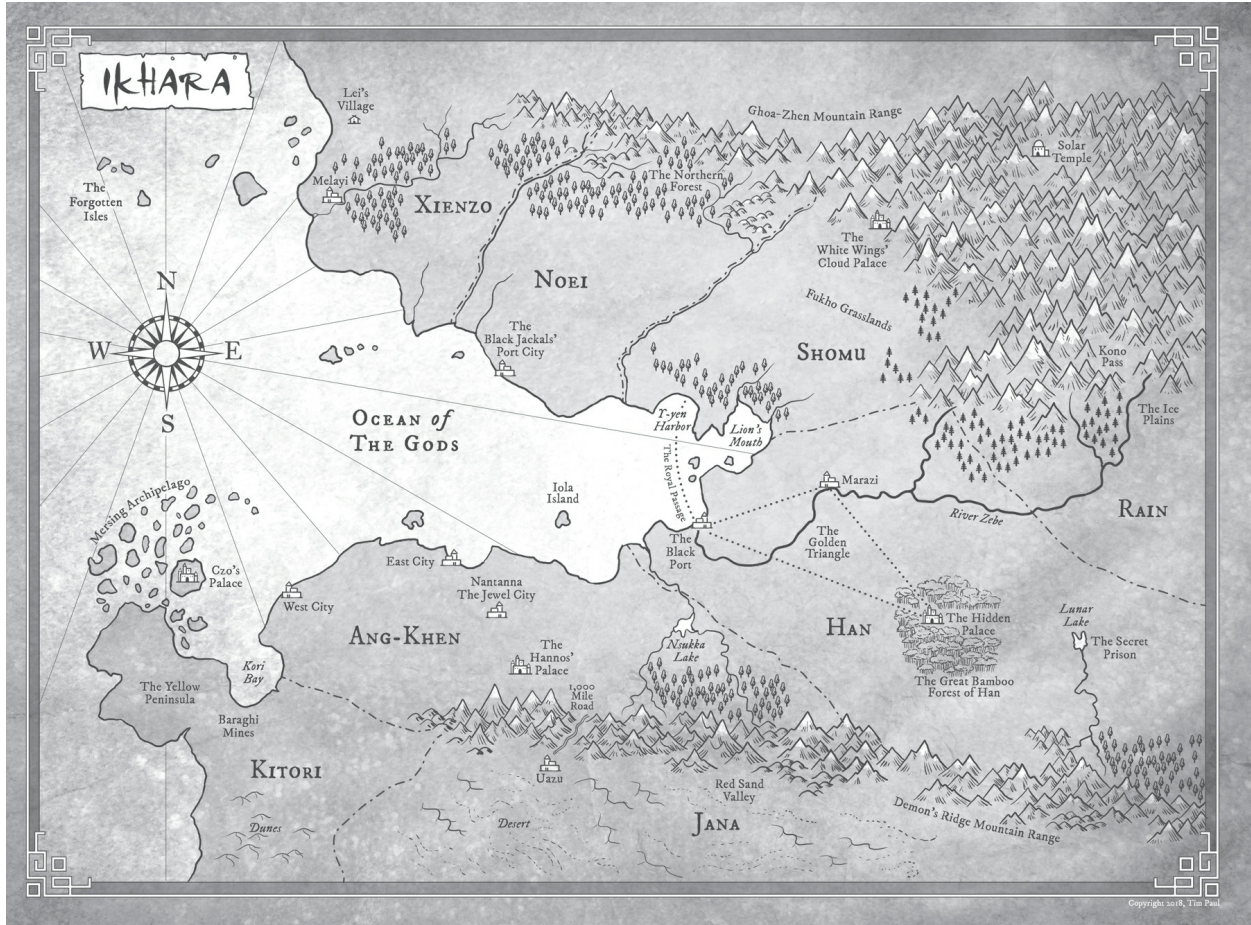 IKHARA
Lei's
Village
Ghoa-Zhen Mountain Range
Solar
Temple
The
Forgotten
Isles
Melayi
Xienzo
The Northern
Forest
The
White Wings'
Cloud Palace
N
W
E
S
Noei
Fukho Grasslands
The
Black Jackals'
Port City
Shomu
Kono
Pass
The Ice
Plains
Ocean of
The Gods
Y-yen
Harbor
Lion's
Mouth
The Royal Passage
Mersing Archipelago
Iola
Island
Marazi
River Zebe
Rain
The
Black
Port
The
Golden
Triangle
East City
Czo's
Palace
West City
Nantanna
The Jewel City
Ang-Khen
Han
The Hidden
Palace
Lunar
Lake
The Secret
Prison
Nsukka
Lake
The
Hannos'
Palace
Kori
Bay
The Great Bamboo
Forest of Han
The Yellow
Peninsula
1,000
Mile
Road
Baraghi
Mines
Kitori
Uazu
Red Sand
Valley
Dunes
Desert
Jana
Demon's Ridge Mountain Range
Copyright 2018, Tim Paul